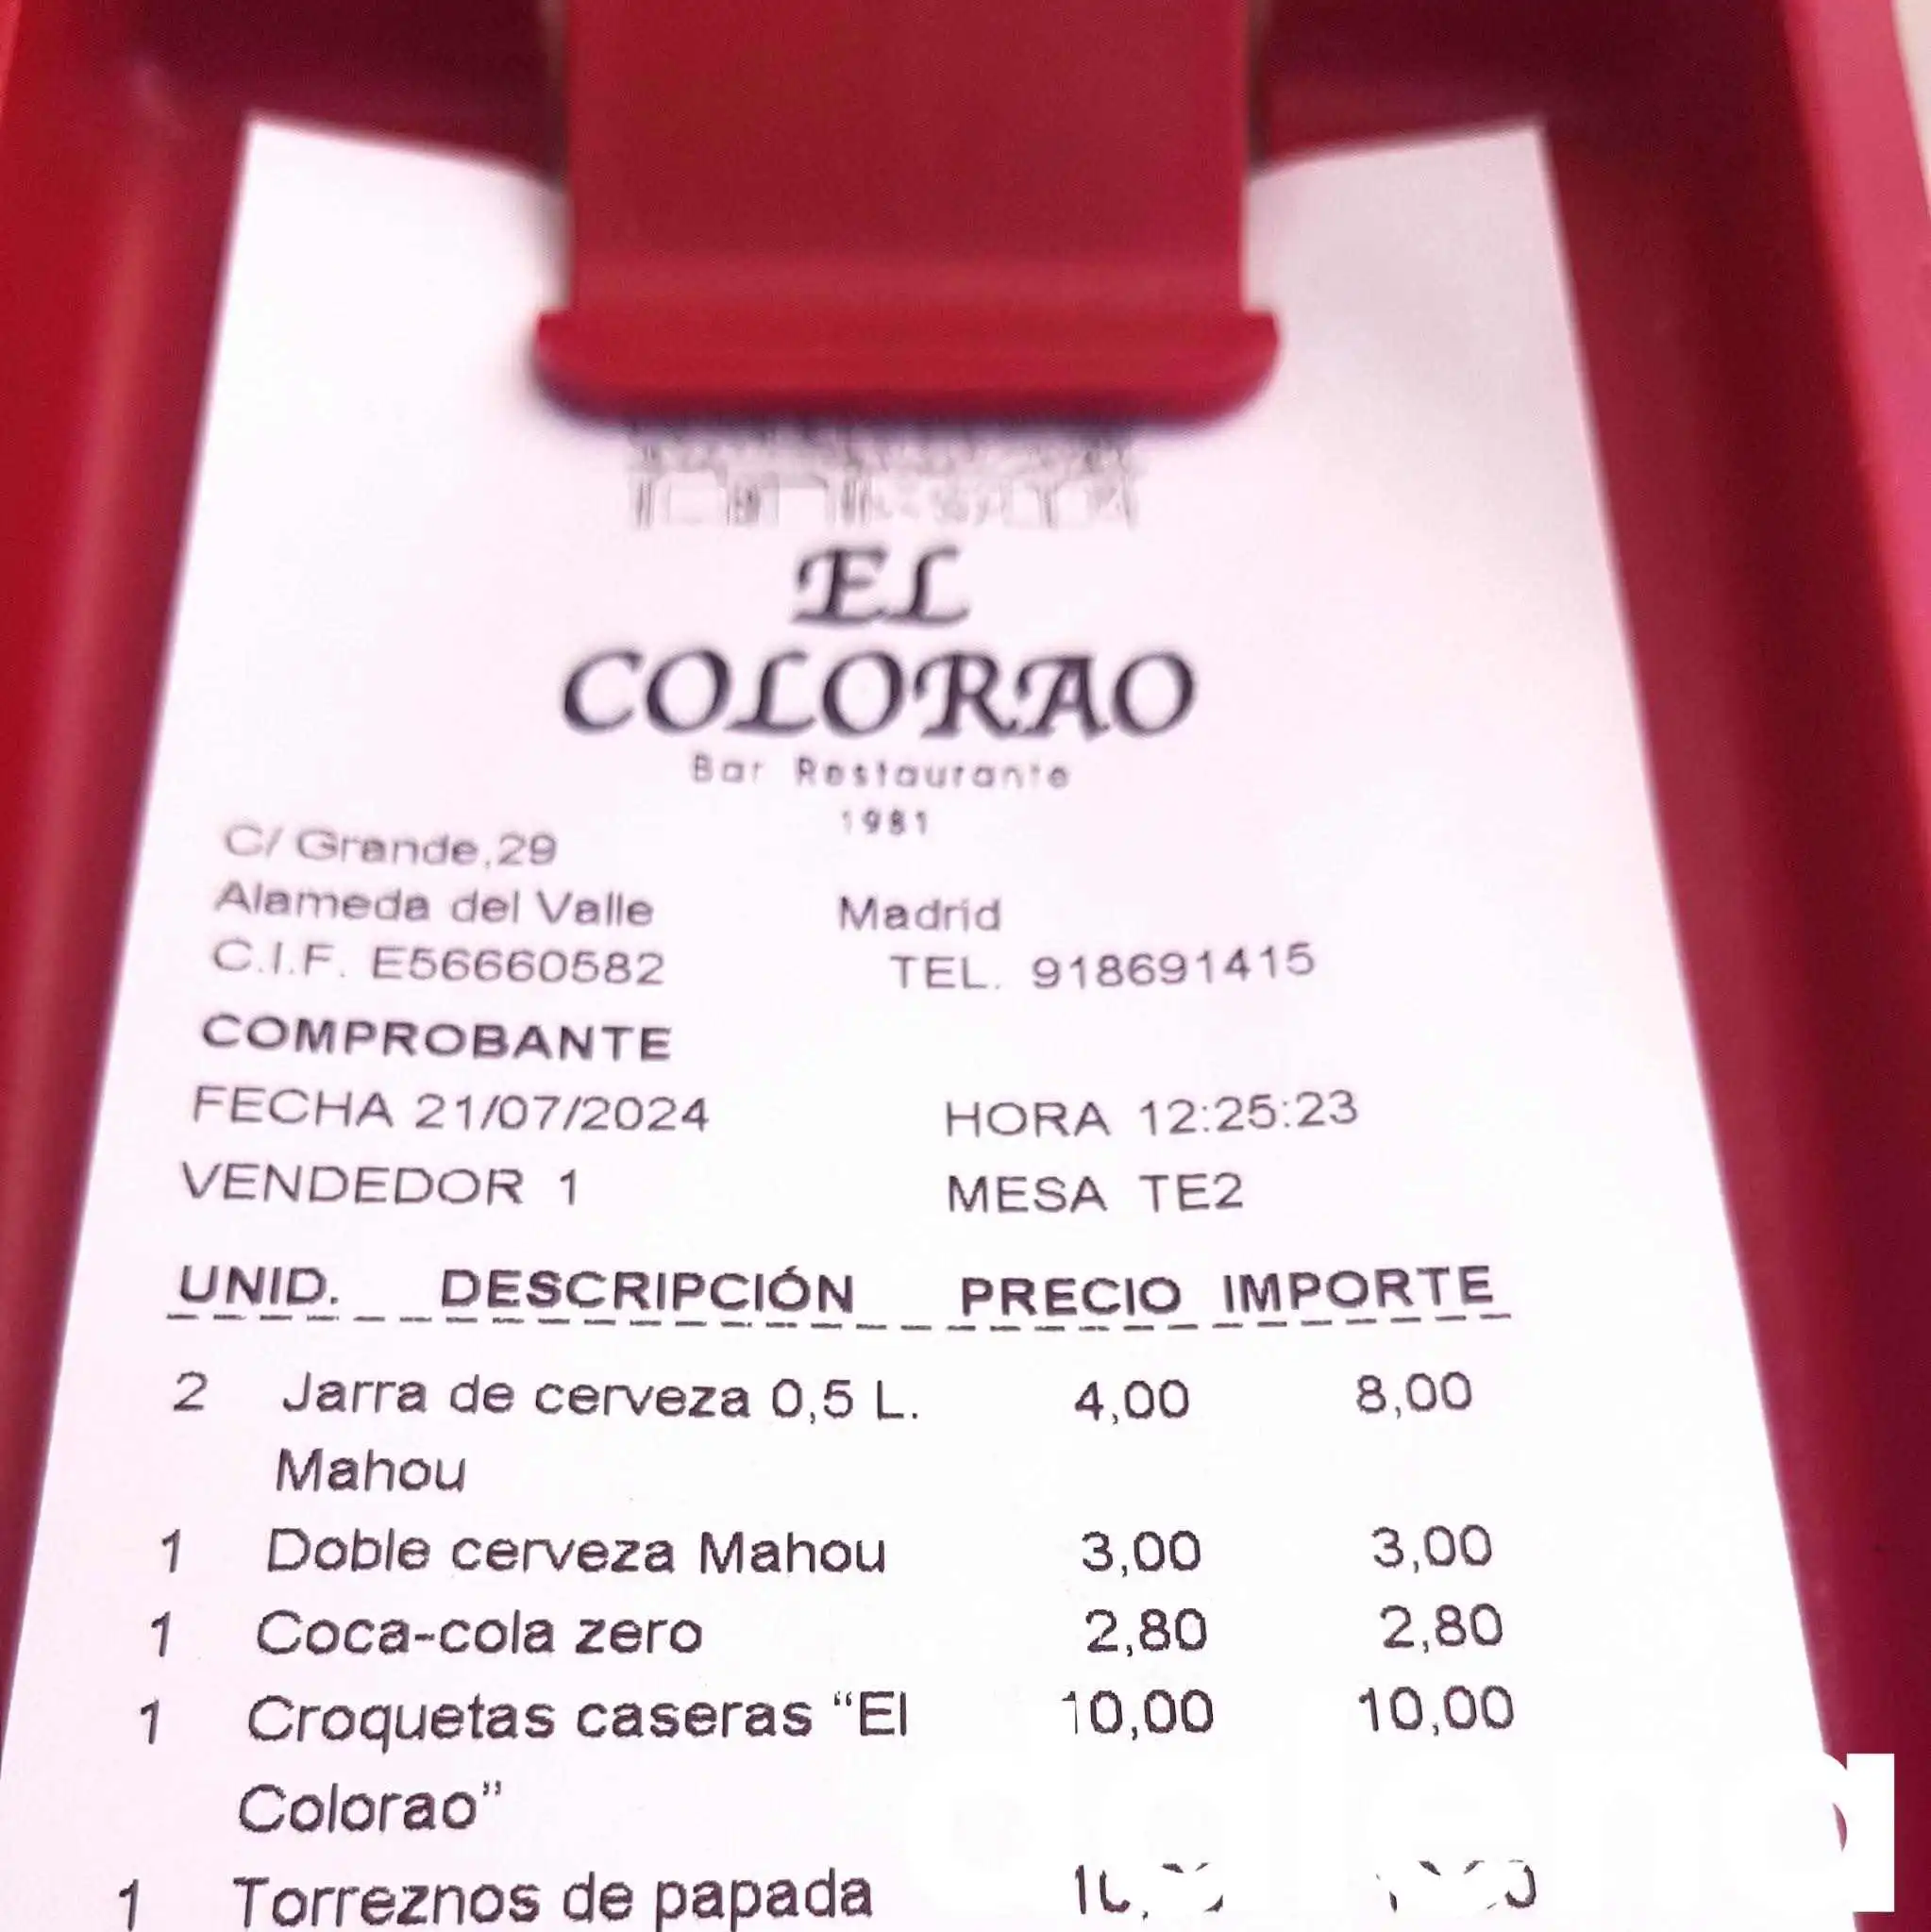 EL
COLORAO
Bar Restaurante
1981
C/ Grande,29
Alameda del Valle Madrid
C.I.F. E56660582 TEL. 918691415
COMPROBANTE
FECHA 21/07/2024 HORA 12:25:23
VENDEDOR 1 MESA TE2
UNID. DESCRIPCIÓN PRECIO IMPORTE
2 Jarra de cerveza 0,5 L. 4,00 8,00
Mahou
1 Doble cerveza Mahou 3,00 3,00
1 Coca-cola zero 2,80 2,80
1 Croquetas caseras “El 10,00 10,00
Colorao”
1 Torreznos de papada